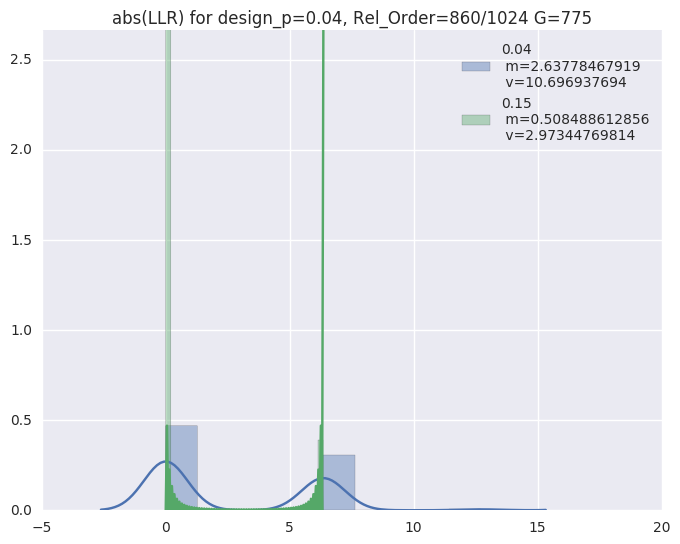 abs(LLR) for design_p=0.04, Rel_Order=860/1024 G=775
0.04
m=2.63778467919
v=10.696937694
0.15
m=0.508488612856
v=2.97344769814
2.5
2.0
1.5
1.0
0.5
0.0
−5
0
5
10
15
20